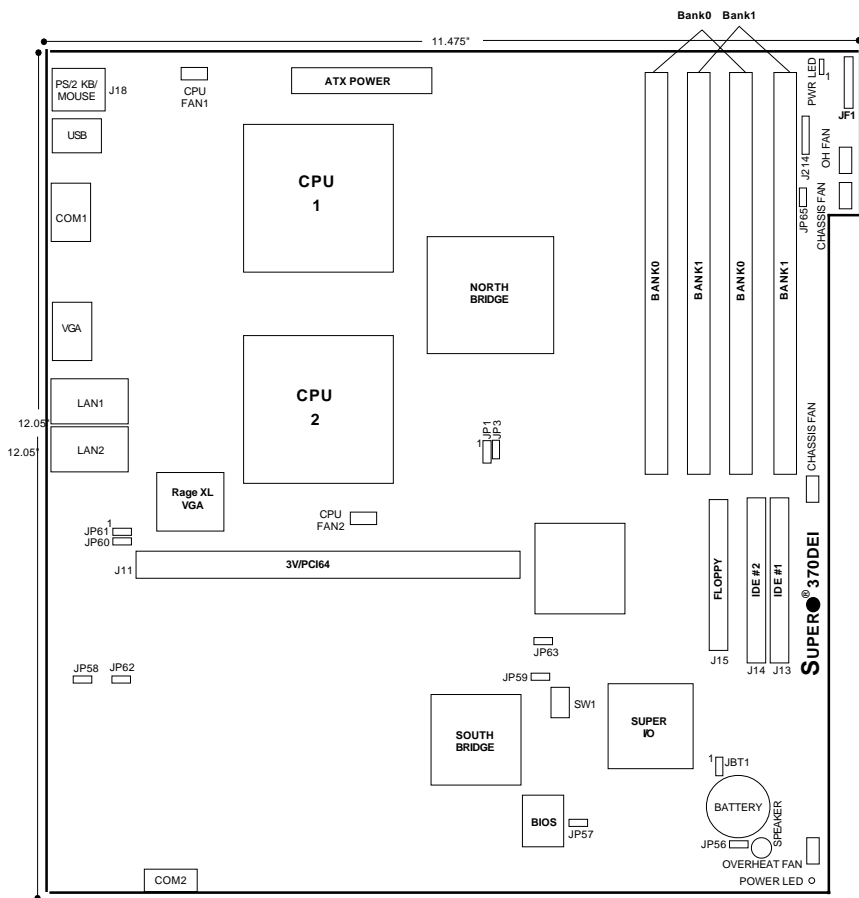 Bank0 Bank1
11.475"
PS/2 KB/
MOUSE
J18
CPU
FAN1
ATX POWER
PWR LED
1
JF1
USB
J214
OH FAN
CPU
1
COM1
JP65
CHASSIS FAN
BANK0
BANK1
BANK0
BANK1
NORTH
BRIDGE
VGA
CPU
2
LAN1
12.05"
LAN2
12.05"
JP1
JP3
1
CHASSIS FAN
Rage XL
VGA
CPU
FAN2
1
JP61
JP60
J11
3V/PCI64
FLOPPY
IDE #2
IDE #1
SUPER ® 370DEI
JP63
J15
J14
J13
JP58
JP62
JP59
SW1
SUPER
I/O
SOUTH
BRIDGE
1
JBT1
BATTERY
BIOS
JP57
SPEAKER
JP56
OVERHEAT FAN
COM2
POWER LED